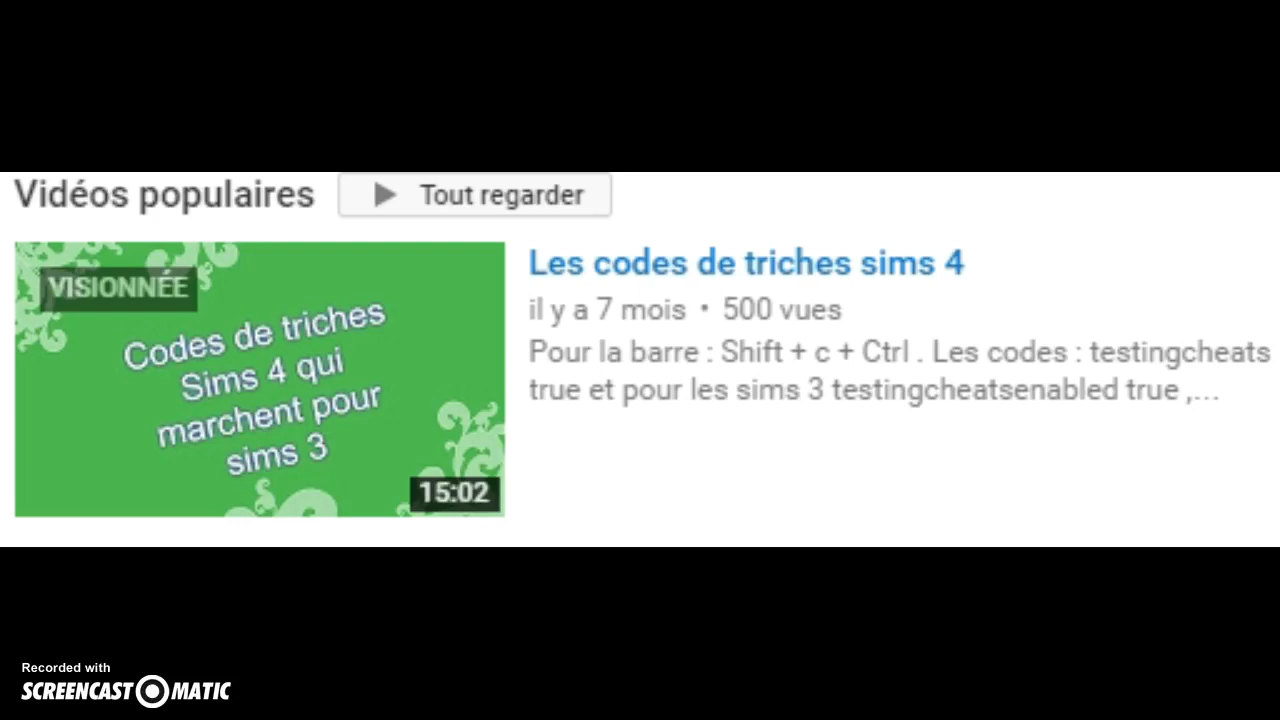 Vidéos populaires
Tout regarder
VISIONNÉE
Codes de triches
Sims 4 qui
marchent pour
sims 3
15:02
Les codes de triches sims 4
il y a 7 mois • 500 vues
Pour la barre : Shift + c + Ctrl . Les codes : testingcheats
true et pour les sims 3 testingcheatsenabled true ,...
Recorded with
SCREENCAST MATIC